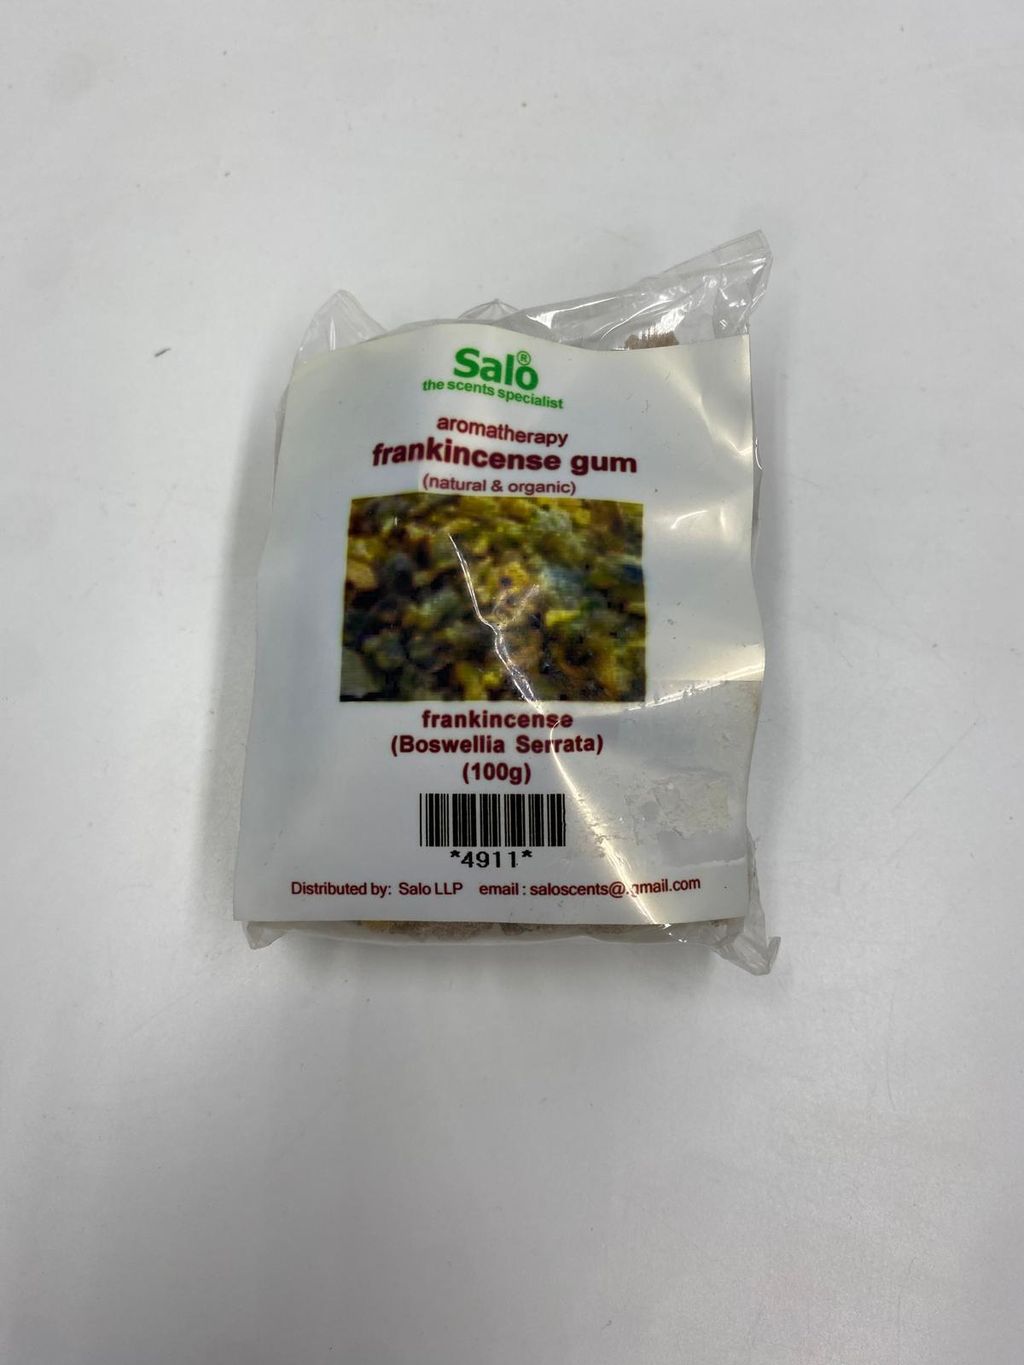 Salo®
the scents specialist
aromatherapy
frankincense gum
(natural & organic)
frankincense
(Boswellia Serrata)
(100g)
*4911*
Distributed by: Salo LLP email : saloscents@gmail.com